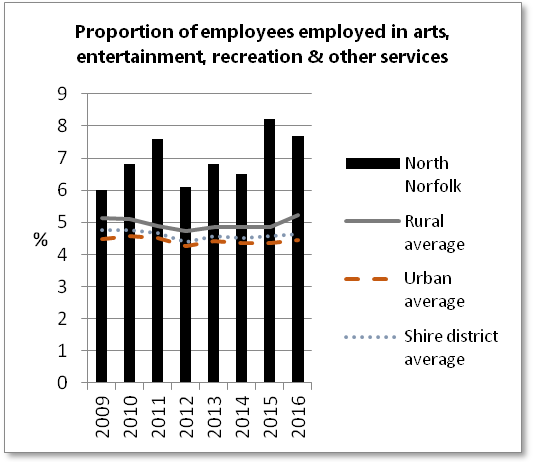 Proportion of employees employed in arts,
entertainment, recreation & other services
9
8
7
6
5
4
3
2
1
0
%
2009
2010
2011
2012
2013
2014
2015
2016
North
Norfolk
Rural
average
Urban
average
Shire district
average